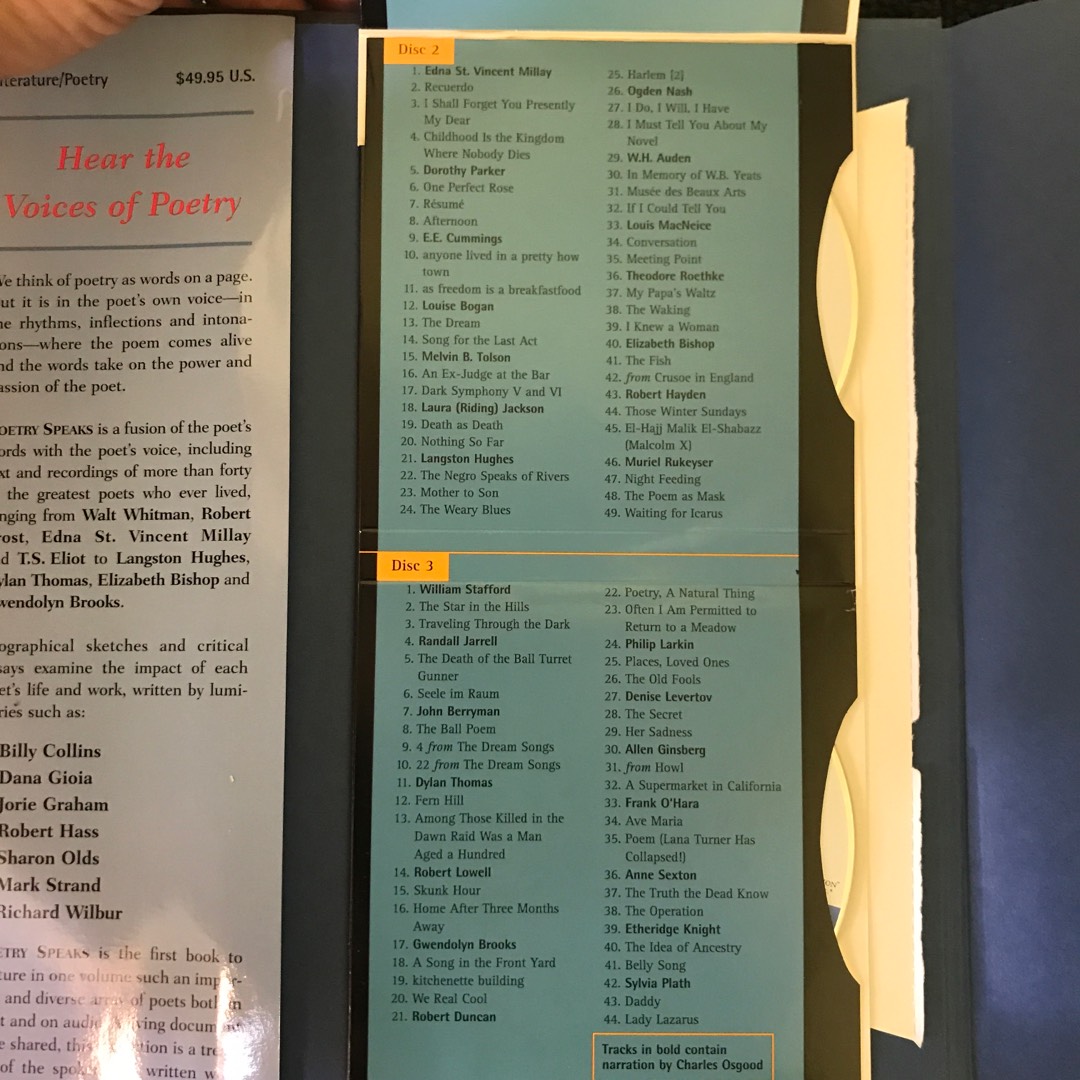 terature/Poetry $49.95 U.S.
Hear the
Voices of Poetry
We think of poetry as words on a page.
ut it is in the poet's own voice—in
e rhythms, inflections and intona-
ons—where the poem comes alive
nd the words take on the power and
assion of the poet.
OETRY SPEAKS is a fusion of the poet's
ords with the poet's voice, including
xt and recordings of more than forty
the greatest poets who ever lived,
nging from Walt Whitman, Robert
rost, Edna St. Vincent Millay
d T.S. Eliot to Langston Hughes,
ylan Thomas, Elizabeth Bishop and
wendolyn Brooks.
ographical sketches and critical
says examine the impact of each
et's life and work, written by lumi-
ries such as:
Billy Collins
Dana Gioia
Jorie Graham
Robert Hass
Sharon Olds
Mark Strand
Richard Wilbur
ETRY SPEAKS is the first book to
ture in one volume such an
and diverse of poets both in
t and on
e shared,
of the written
Disc 2
1. Edna St. Vincent Millay
2. Recuerdo
3. I Shall Forget You Presently
My Dear
4. Childhood Is the Kingdom
Where Nobody Dies
5. Dorothy Parker
6. One Perfect Rose
7. Résumé
8. Afternoon
9. E.E. Cummings
10. anyone lived in a pretty how
town
11. as freedom is a breakfastfood
12. Louise Bogan
13. The Dream
14. Song for the Last Act
15. Melvin B. Tolson
16. An Ex-Judge at the Bar
17. Dark Symphony V and VI
18. Laura (Riding) Jackson
19. Death as Death
20. Nothing So Far
21. Langston Hughes
22. The Negro Speaks of Rivers
23. Mother to Son
24. The Weary Blues
25. Harlem [2]
26. Ogden Nash
27. I Do, I Will, I Have
28. I Must Tell You About My
Novel
29. W.H. Auden
30. In Memory of W.B. Yeats
31. Musée des Beaux Arts
32. If I Could Tell You
33. Louis MacNeice
34. Conversation
35. Meeting Point
36. Theodore Roethke
37. My Papa's Waltz
38. The Waking
39. I Knew a Woman
40. Elizabeth Bishop
41. The Fish
42. from Crusoe in England
43. Robert Hayden
44. Those Winter Sundays
45. El-Hajj Malik El-Shabazz
(Malcolm X)
46. Muriel Rukeyser
47. Night Feeding
48. The Poem as Mask
49. Waiting for Icarus
Disc 3
1. William Stafford
2. The Star in the Hills
3. Traveling Through the Dark
4. Randall Jarrell
5. The Death of the Ball Turret
Gunner
6. Seele im Raum
7. John Berryman
8. The Ball Poem
9. 4 from The Dream Songs
10. 22 from The Dream Songs
11. Dylan Thomas
12. Fern Hill
13. Among Those Killed in the
Dawn Raid Was a Man
Aged a Hundred
14. Robert Lowell
15. Skunk Hour
16. Home After Three Months
Away
17. Gwendolyn Brooks
18. A Song in the Front Yard
19. kitchenette building
20. We Real Cool
21. Robert Duncan
22. Poetry, A Natural Thing
23. Often I Am Permitted to
Return to a Meadow
24. Philip Larkin
25. Places, Loved Ones
26. The Old Fools
27. Denise Levertov
28. The Secret
29. Her Sadness
30. Allen Ginsberg
31. from Howl
32. A Supermarket in California
33. Frank O'Hara
34. Ave Maria
35. Poem (Lana Turner Has
Collapsed!)
36. Anne Sexton
37. The Truth the Dead Know
38. The Operation
39. Etheridge Knight
40. The Idea of Ancestry
41. Belly Song
42. Sylvia Plath
43. Daddy
44. Lady Lazarus
Tracks in bold contain
narration by Charles Osgood